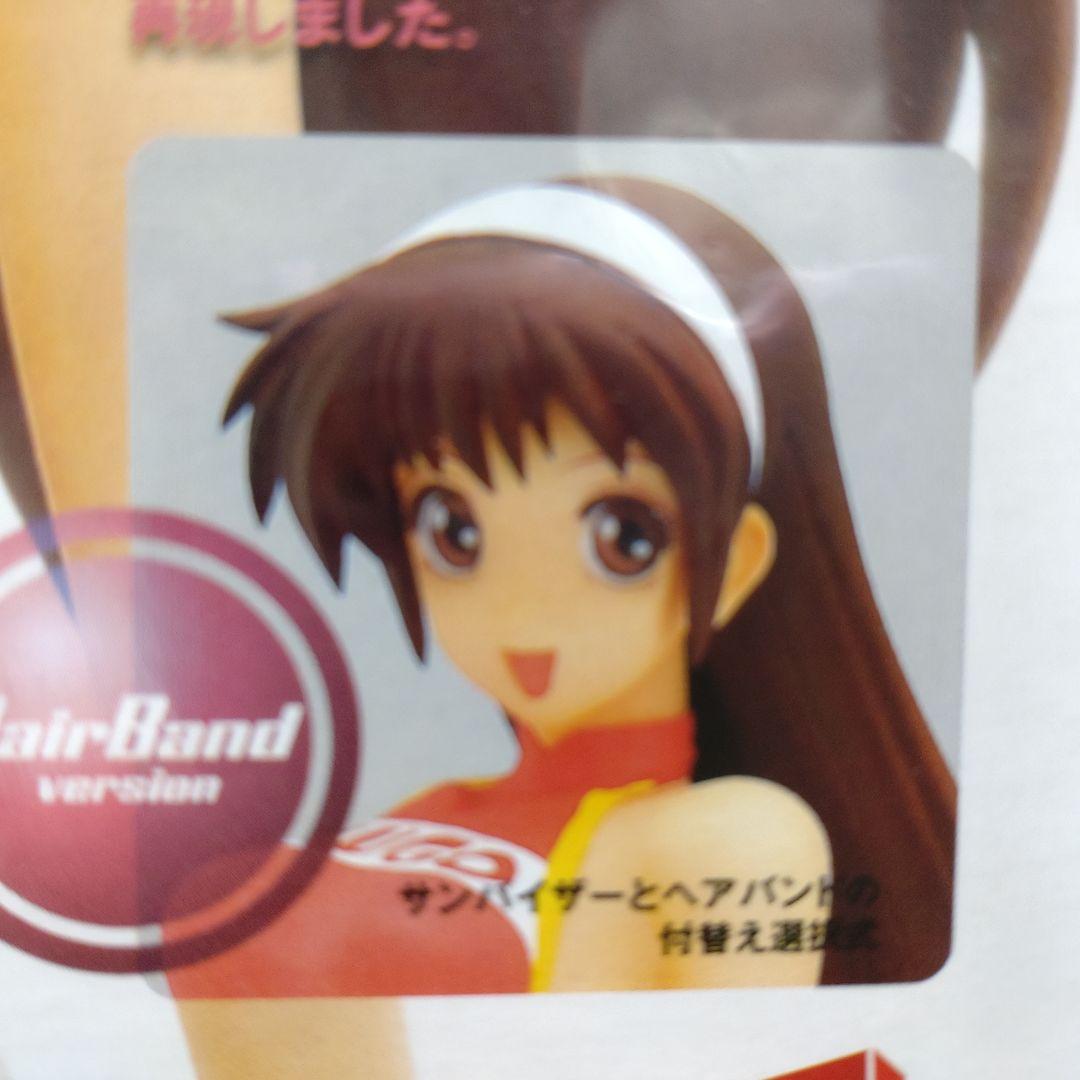 再現しました。
airBand
version
サンバイザーとヘアバンドの
付替え選択式